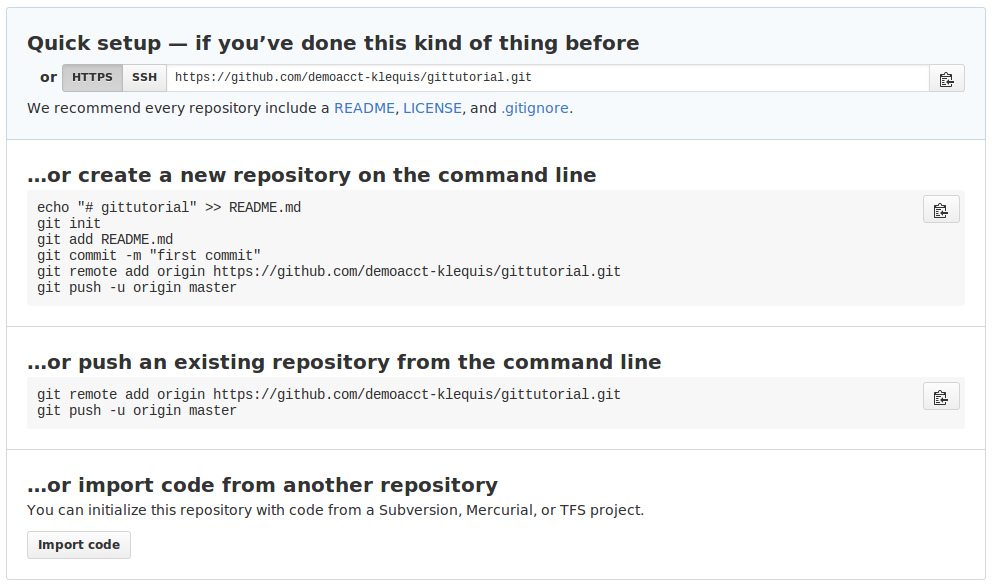 Quick setup — if you’ve done this kind of thing before
or HTTPS SSH https://github.com/demoacct-klequis/gittutorial.git
We recommend every repository include a README, LICENSE, and .gitignore.
…or create a new repository on the command line
echo "# gittutorial" >> README.md
git init
git add README.md
git commit -m "first commit"
git remote add origin https://github.com/demoacct-klequis/gittutorial.git
git push -u origin master
…or push an existing repository from the command line
git remote add origin https://github.com/demoacct-klequis/gittutorial.git
git push -u origin master
…or import code from another repository
You can initialize this repository with code from a Subversion, Mercurial, or TFS project.
Import code